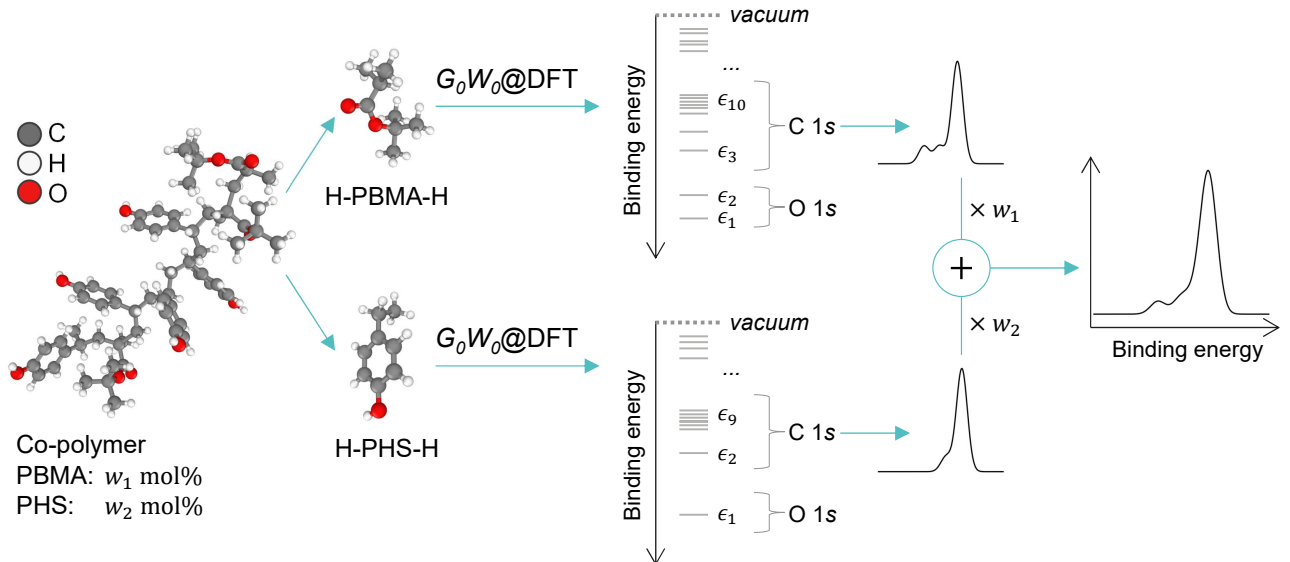 C
H
O
Co-polymer
PBMA: w₁ mol%
PHS: w₂ mol%
H-PBMA-H
G₀W₀@DFT
Binding energy
vacuum
...
ϵ₁₀
ϵ₃
C 1s
ϵ₂
ϵ₁
O 1s
× w₁
+
× w₂
Binding energy
H-PHS-H
G₀W₀@DFT
Binding energy
vacuum
...
ϵ₉
ϵ₂
C 1s
ϵ₁
O 1s